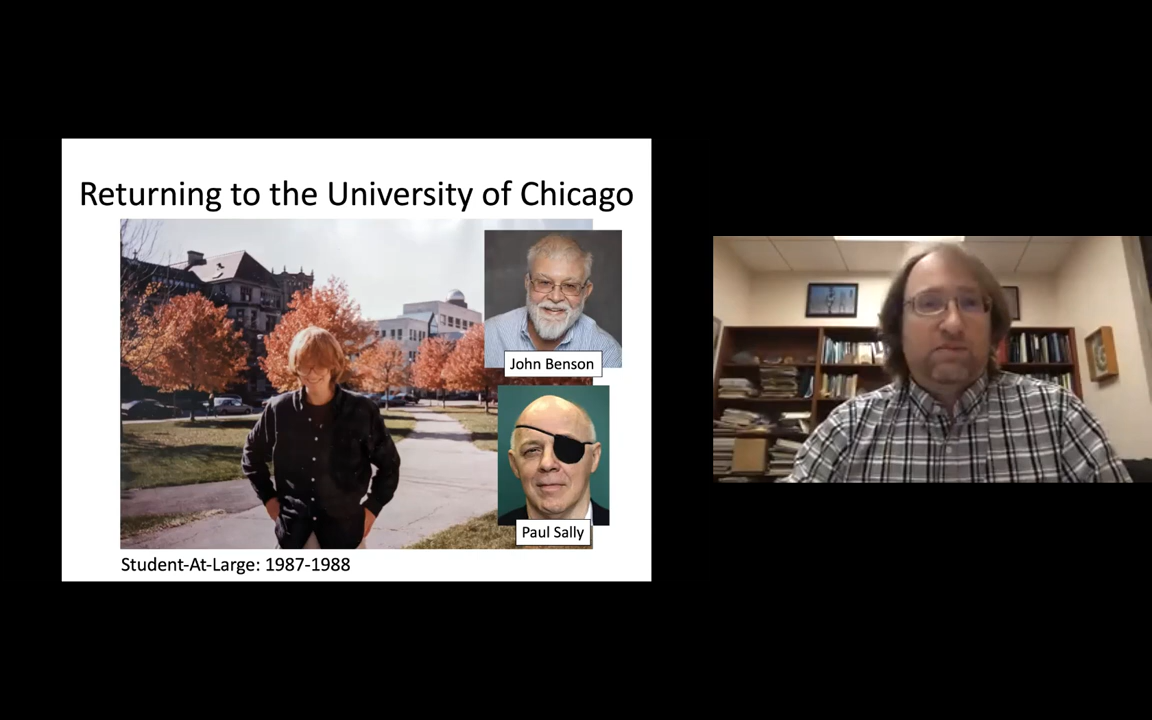 Returning to the University of Chicago
John Benson
Paul Sally
Student-At-Large: 1987-1988